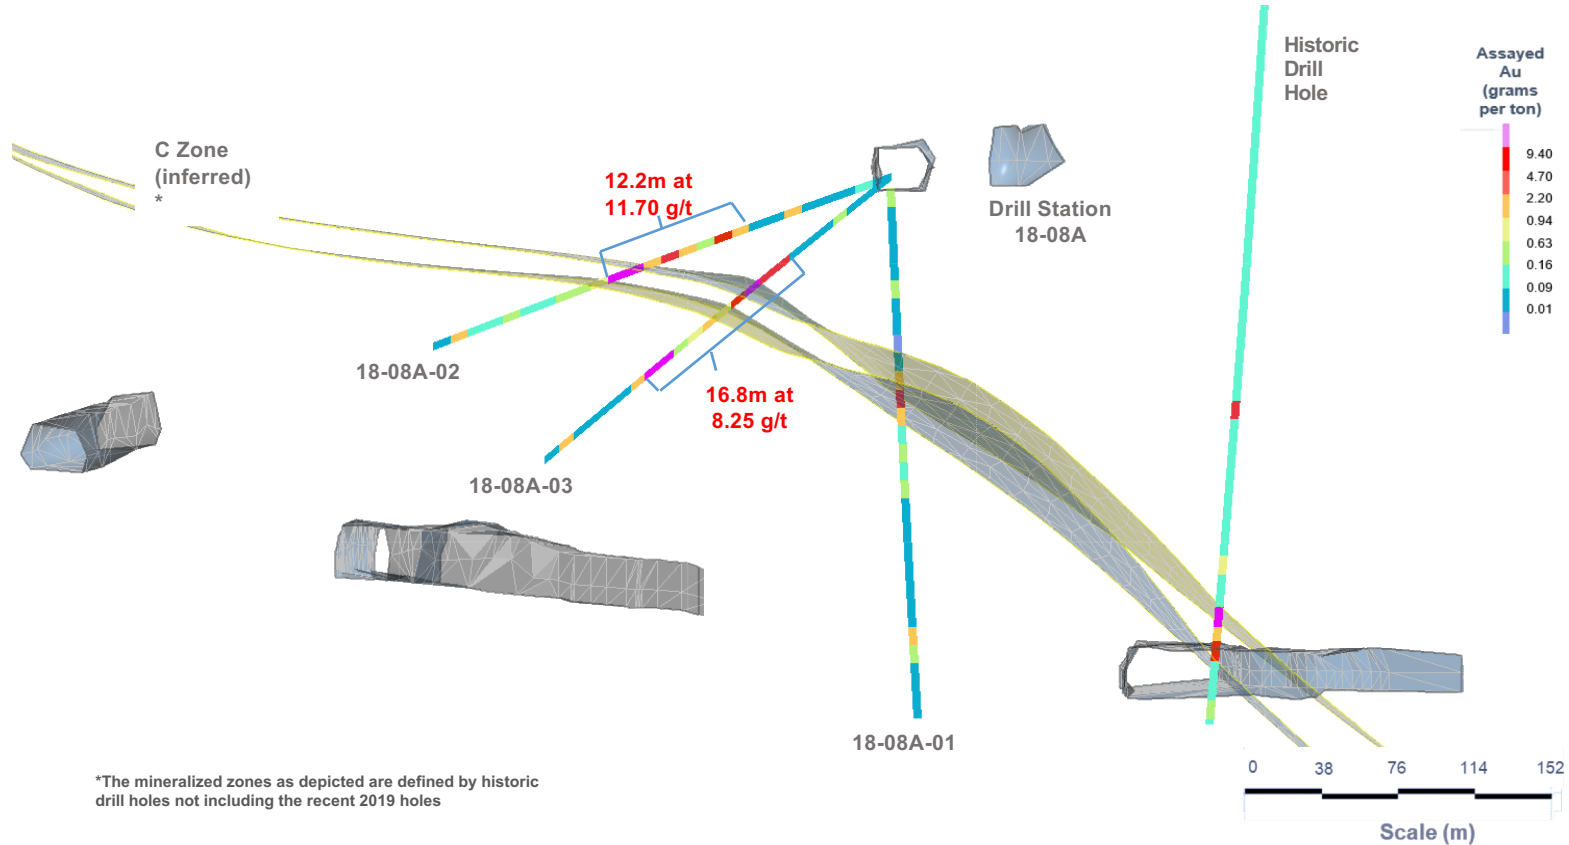 Historic
Drill
Hole
Assayed
Au
(grams
per ton)
9.40
4.70
2.20
0.94
0.63
0.16
0.09
0.01
C Zone
(inferred)
*
12.2m at
11.70 g/t
Drill Station
18-08A
18-08A-02
16.8m at
8.25 g/t
18-08A-03
18-08A-01
*The mineralized zones as depicted are defined by historic
drill holes not including the recent 2019 holes
0 38 76 114 152
Scale (m)